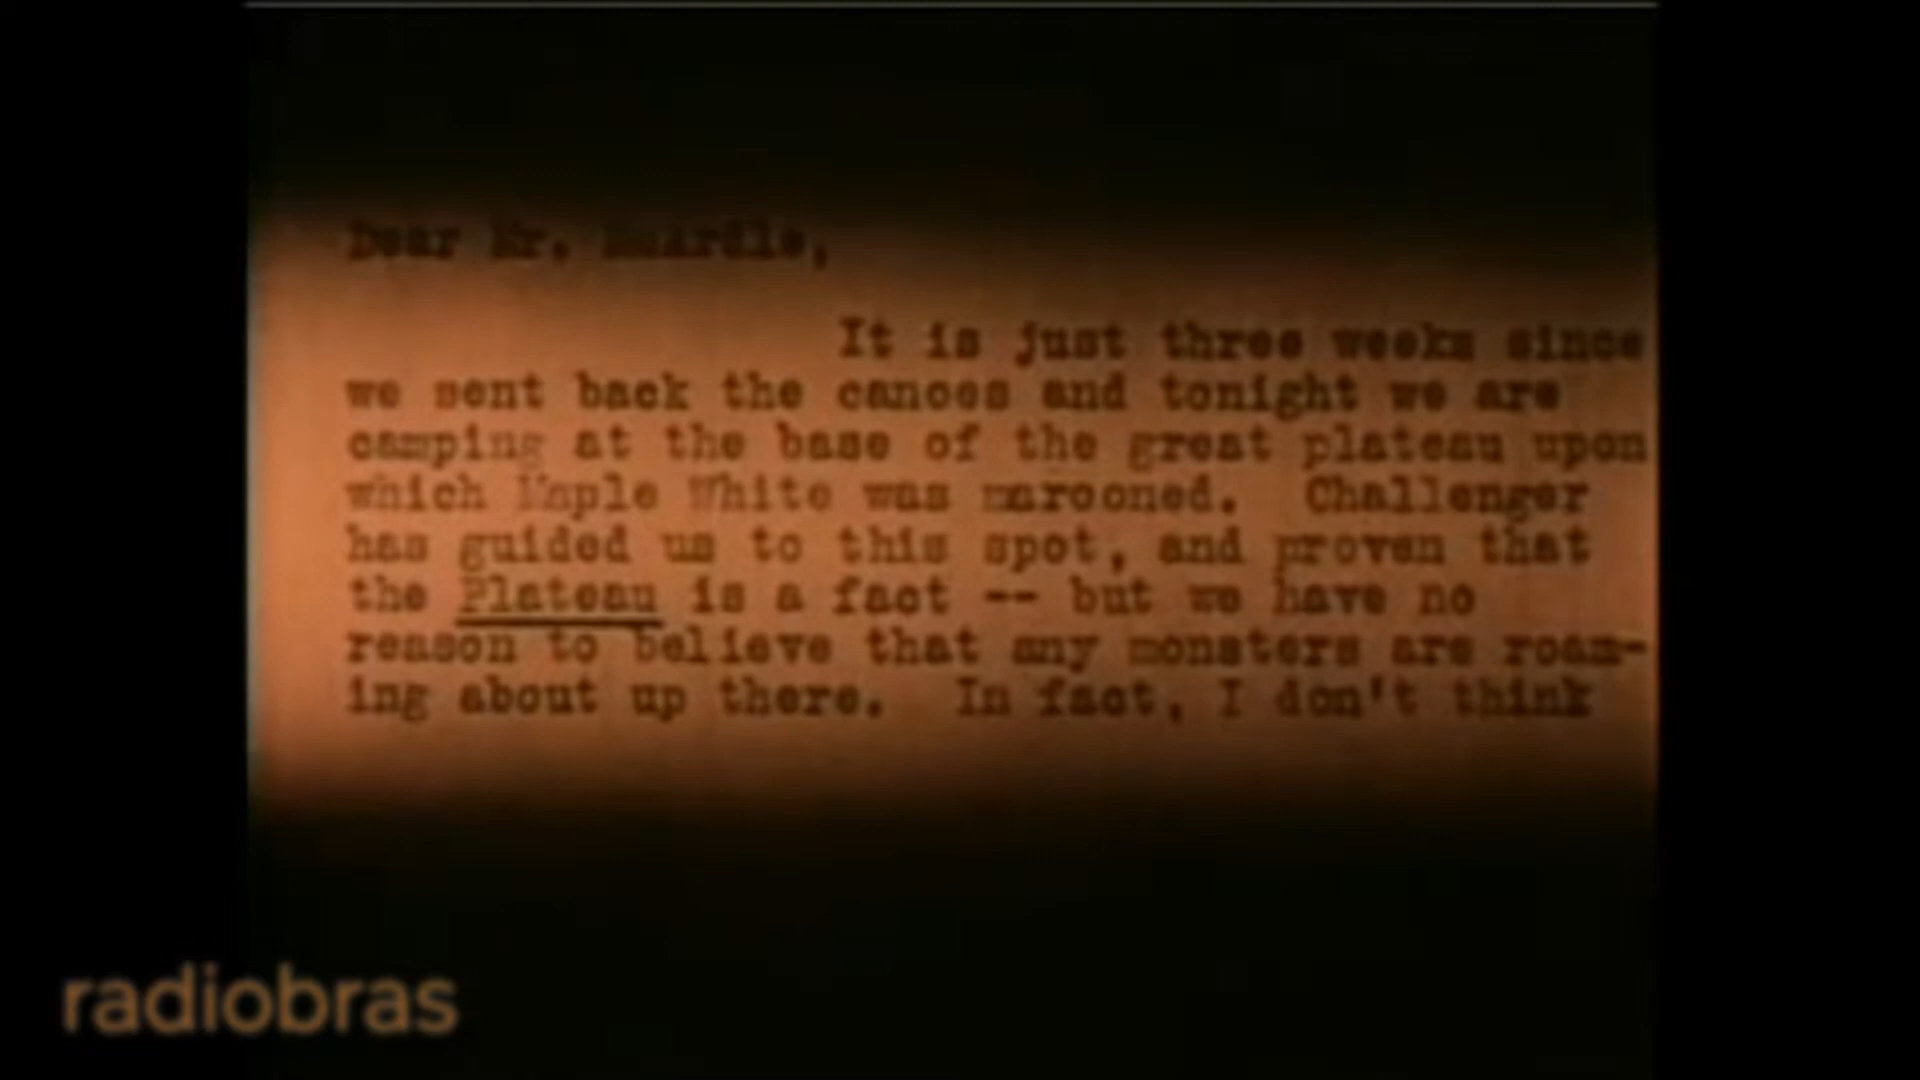 Dear Mr.
It is just three weeks since
we sent back the canoes and tonight we are
camping at the base of the great plateau upon
which Maple White was marooned. Challenger
has guided us to this spot, and proven that
the Plateau is a fact -- but we have no
reason to believe that any monsters are roam-
ing about up there. In fact, I don't think
radiobras